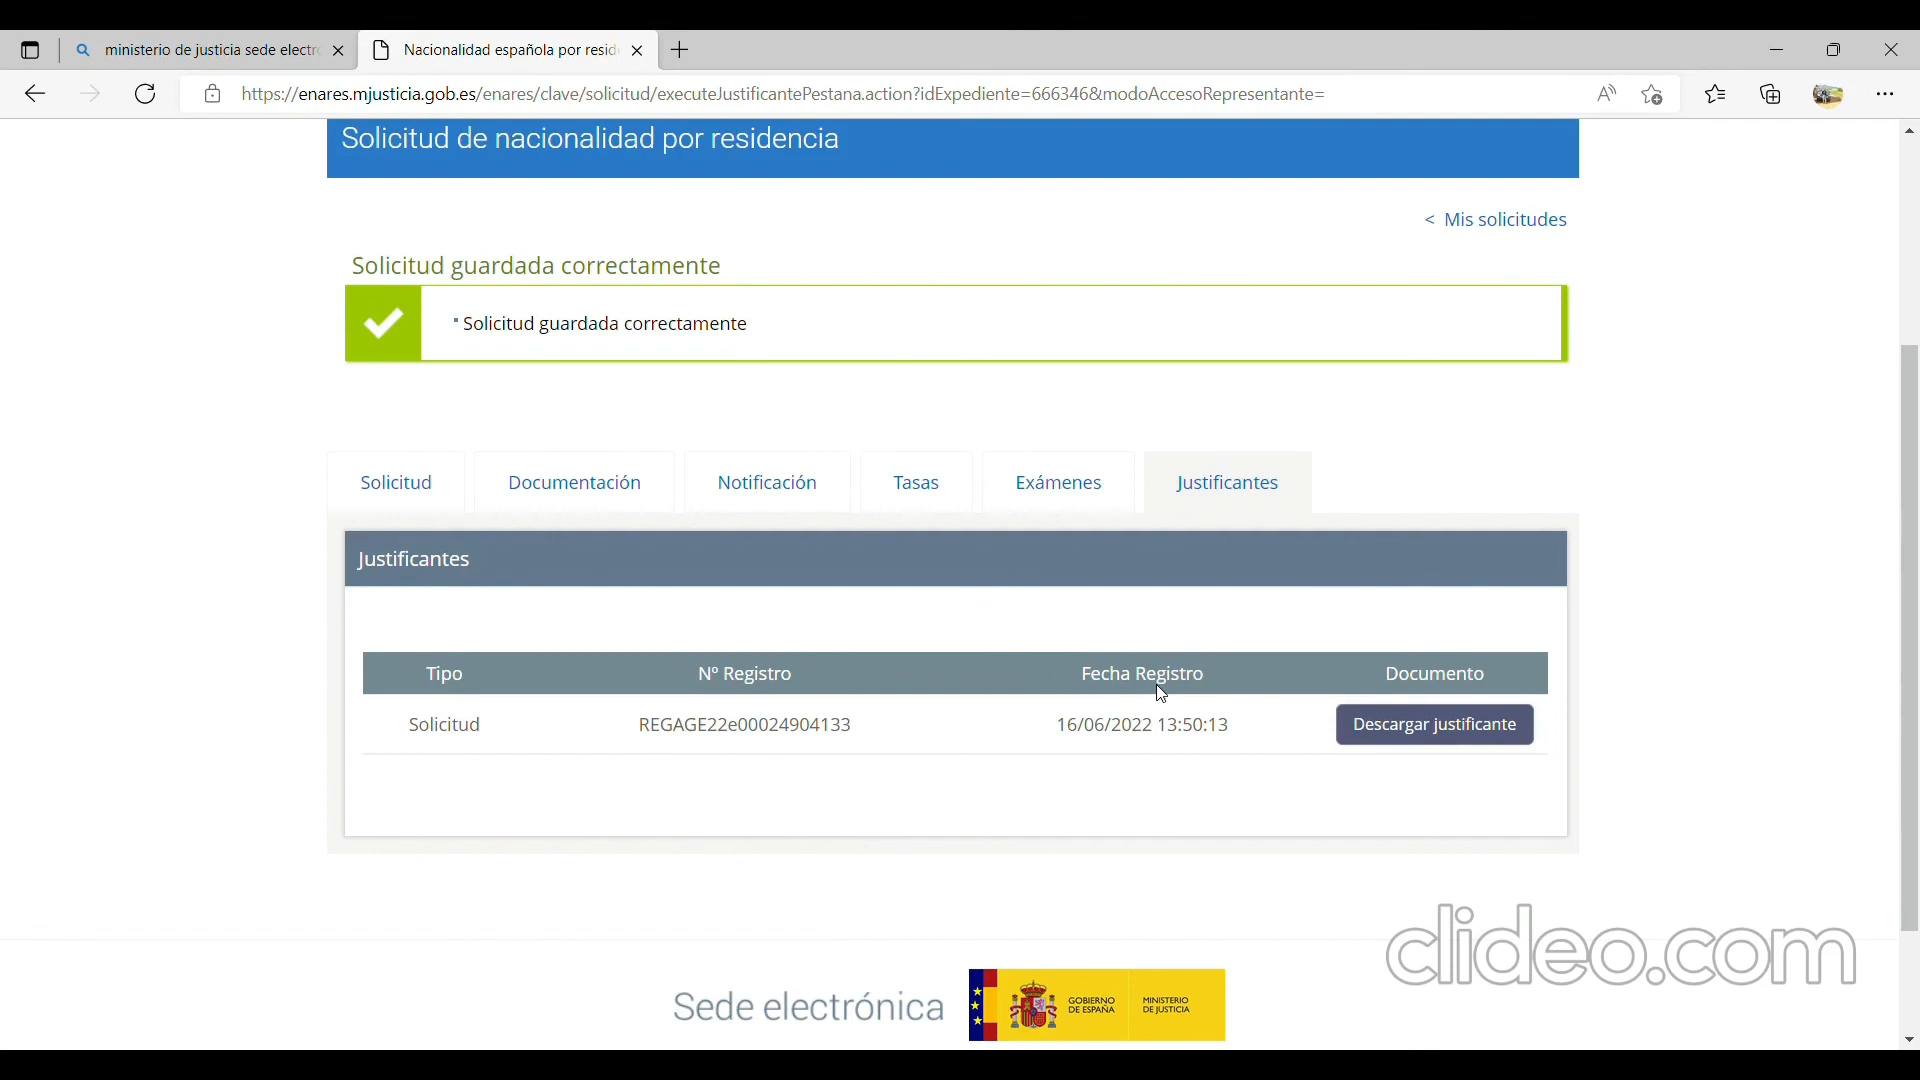 ministerio de justicia sede electr
Nacionalidad española por resid
https://enares.mjusticia.gob.es/enares/clave/solicitud/executeJustificantePestana.action?idExpediente=666346&modoAccesoRepresentante=
Solicitud de nacionalidad por residencia
< Mis solicitudes
Solicitud guardada correctamente
Solicitud guardada correctamente
Solicitud Documentación Notificación Tasas Exámenes Justificantes
Justificantes
Tipo Nº Registro Fecha Registro Documento
Solicitud REGAGE22e00024904133 16/06/2022 13:50:13 Descargar justificante
clideo.com
Sede electrónica
GOBIERNO
DE ESPAÑA
MINISTERIO
DE JUSTICIA